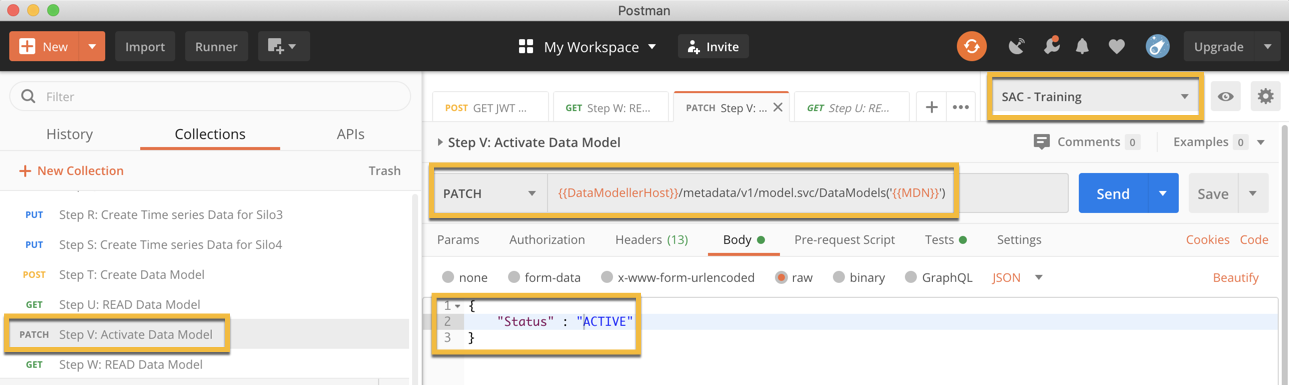 Postman
New
Import
Runner
My Workspace
Invite
Upgrade
Filter
History
Collections
APIs
New Collection
Trash
PUT Step R: Create Time series Data for Silo3
PUT Step S: Create Time series Data for Silo4
POST Step T: Create Data Model
GET Step U: READ Data Model
PATCH Step V: Activate Data Model
GET Step W: READ Data Model
POST GET JWT ...
GET Step W: RE...
PATCH Step V: ...
GET Step U: RE...
SAC - Training
Step V: Activate Data Model
Comments 0
Examples 0
PATCH
{{DataModellerHost}}/metadata/v1/model.svc/DataModels('{{MDN}}')
Send
Save
Params
Authorization
Headers (13)
Body
Pre-request Script
Tests
Settings
Cookies
Code
none
form-data
x-www-form-urlencoded
raw
binary
GraphQL
JSON
Beautify
1 {
2 "Status" : "ACTIVE"
3 }